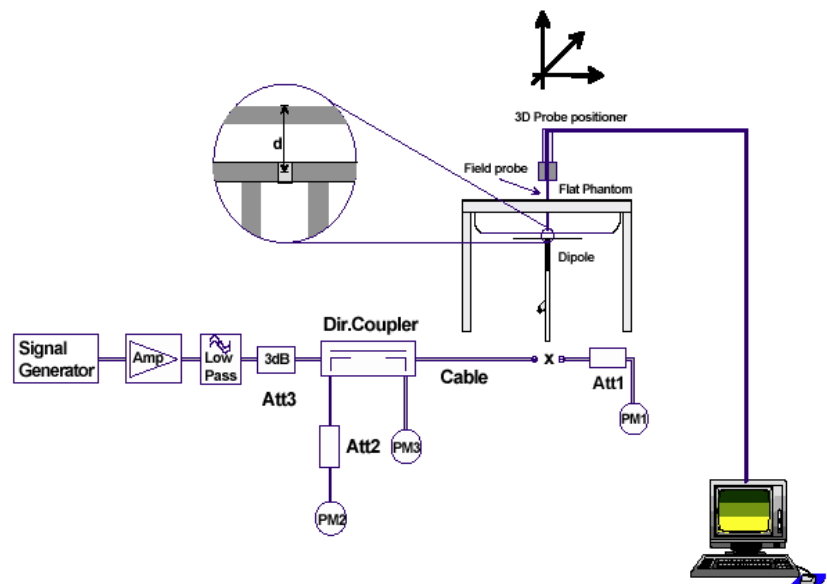 3D Probe positioner
d
Field probe
Flat Phantom
Dipole
Dir.Coupler
Signal
Generator
Amp
Low
Pass
3dB
Cable
x
Att1
Att3
PM1
Att2
PM3
PM2